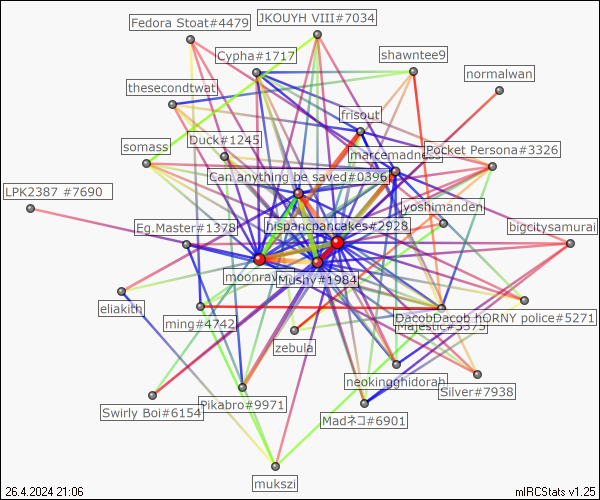 Fedora Stoat#4479
JKOUYH VIII#7034
Cypha#1717
shawntee9
normalwan
thesecondtwat
frisout
somass
Duck#1245
marcemadness
Pocket Persona#3326
Can anything be saved#0396
LPK2387 #7690
yoshimanden
Eg.Master#1378
hispanicpancakes#2928
bigcitysamurai
moonray
Mushy#1984
eliakith
ming#4742
DacobDacob hORNY police#5271
Majestic#5575
zebula
neokingghidorah
Silver#7938
Swirly Boi#6154
Pikabro#9971
Madネコ#6901
mukszi
26.4.2024 21:06
mIRCStats v1.25